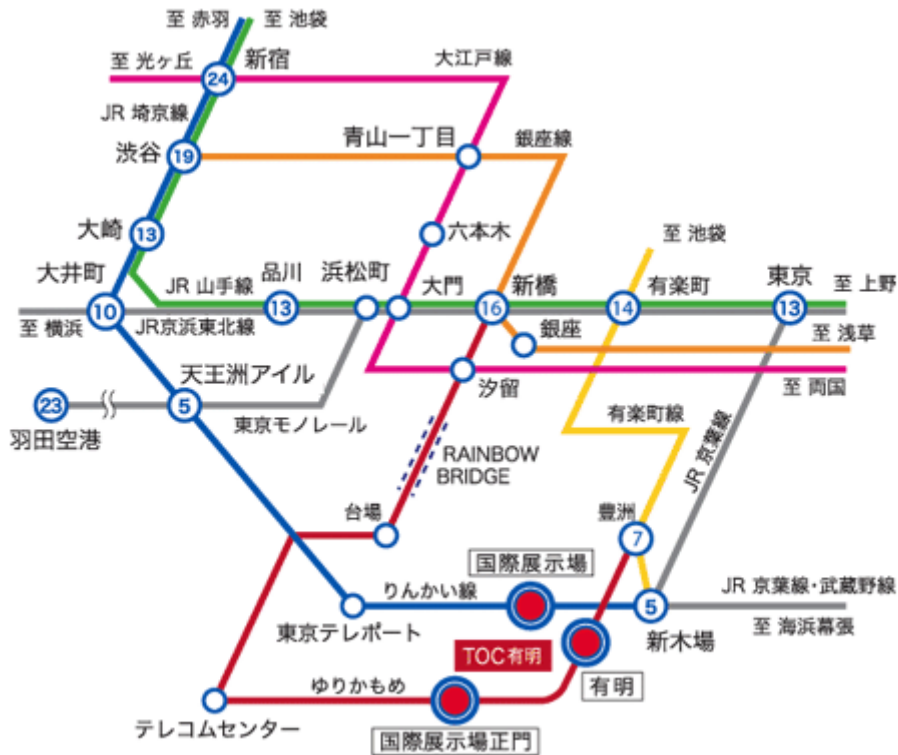 至 赤羽
至 池袋
至 光ヶ丘
新宿
大江戸線
24
JR 埼京線
渋谷
19
青山一丁目
銀座線
大崎
13
六本木
至 池袋
大井町
JR 山手線
品川
浜松町
大門
新橋
有楽町
東京
至 上野
10
13
16
14
13
至 横浜
JR京浜東北線
銀座
至 浅草
天王洲アイル
汐留
至 両国
23
5
東京モノレール
有楽町線
羽田空港
JR 京葉線
RAINBOW
BRIDGE
台場
豊洲
7
国際展示場
りんかい線
JR 京葉線・武蔵野線
5
東京テレポート
新木場
至 海浜幕張
TOC有明
有明
ゆりかもめ
テレコムセンター
国際展示場正門